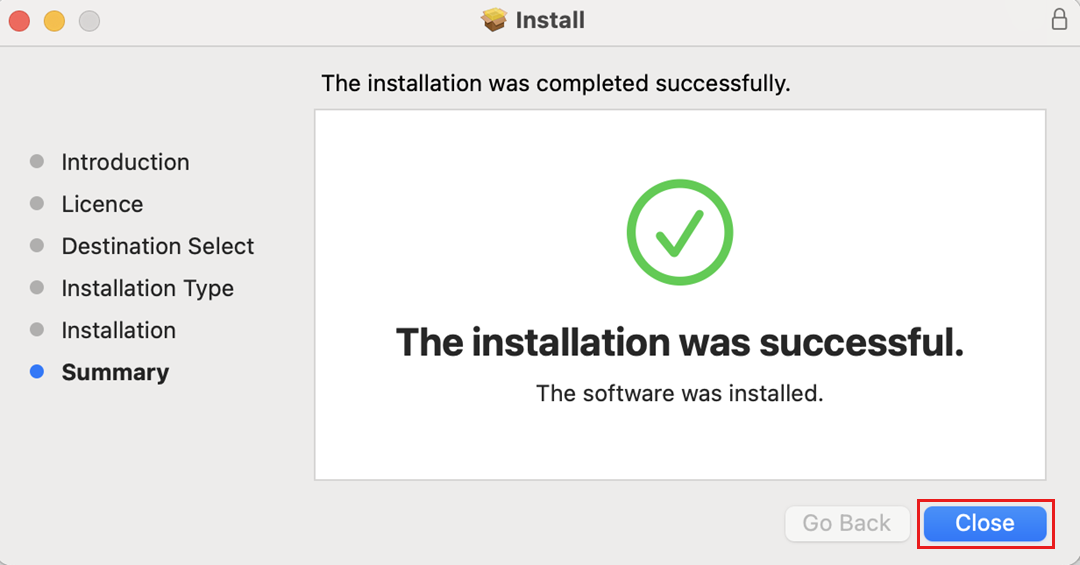 Install
The installation was completed successfully.
Introduction
Licence
Destination Select
Installation Type
Installation
Summary
The installation was successful.
The software was installed.
Go Back
Close